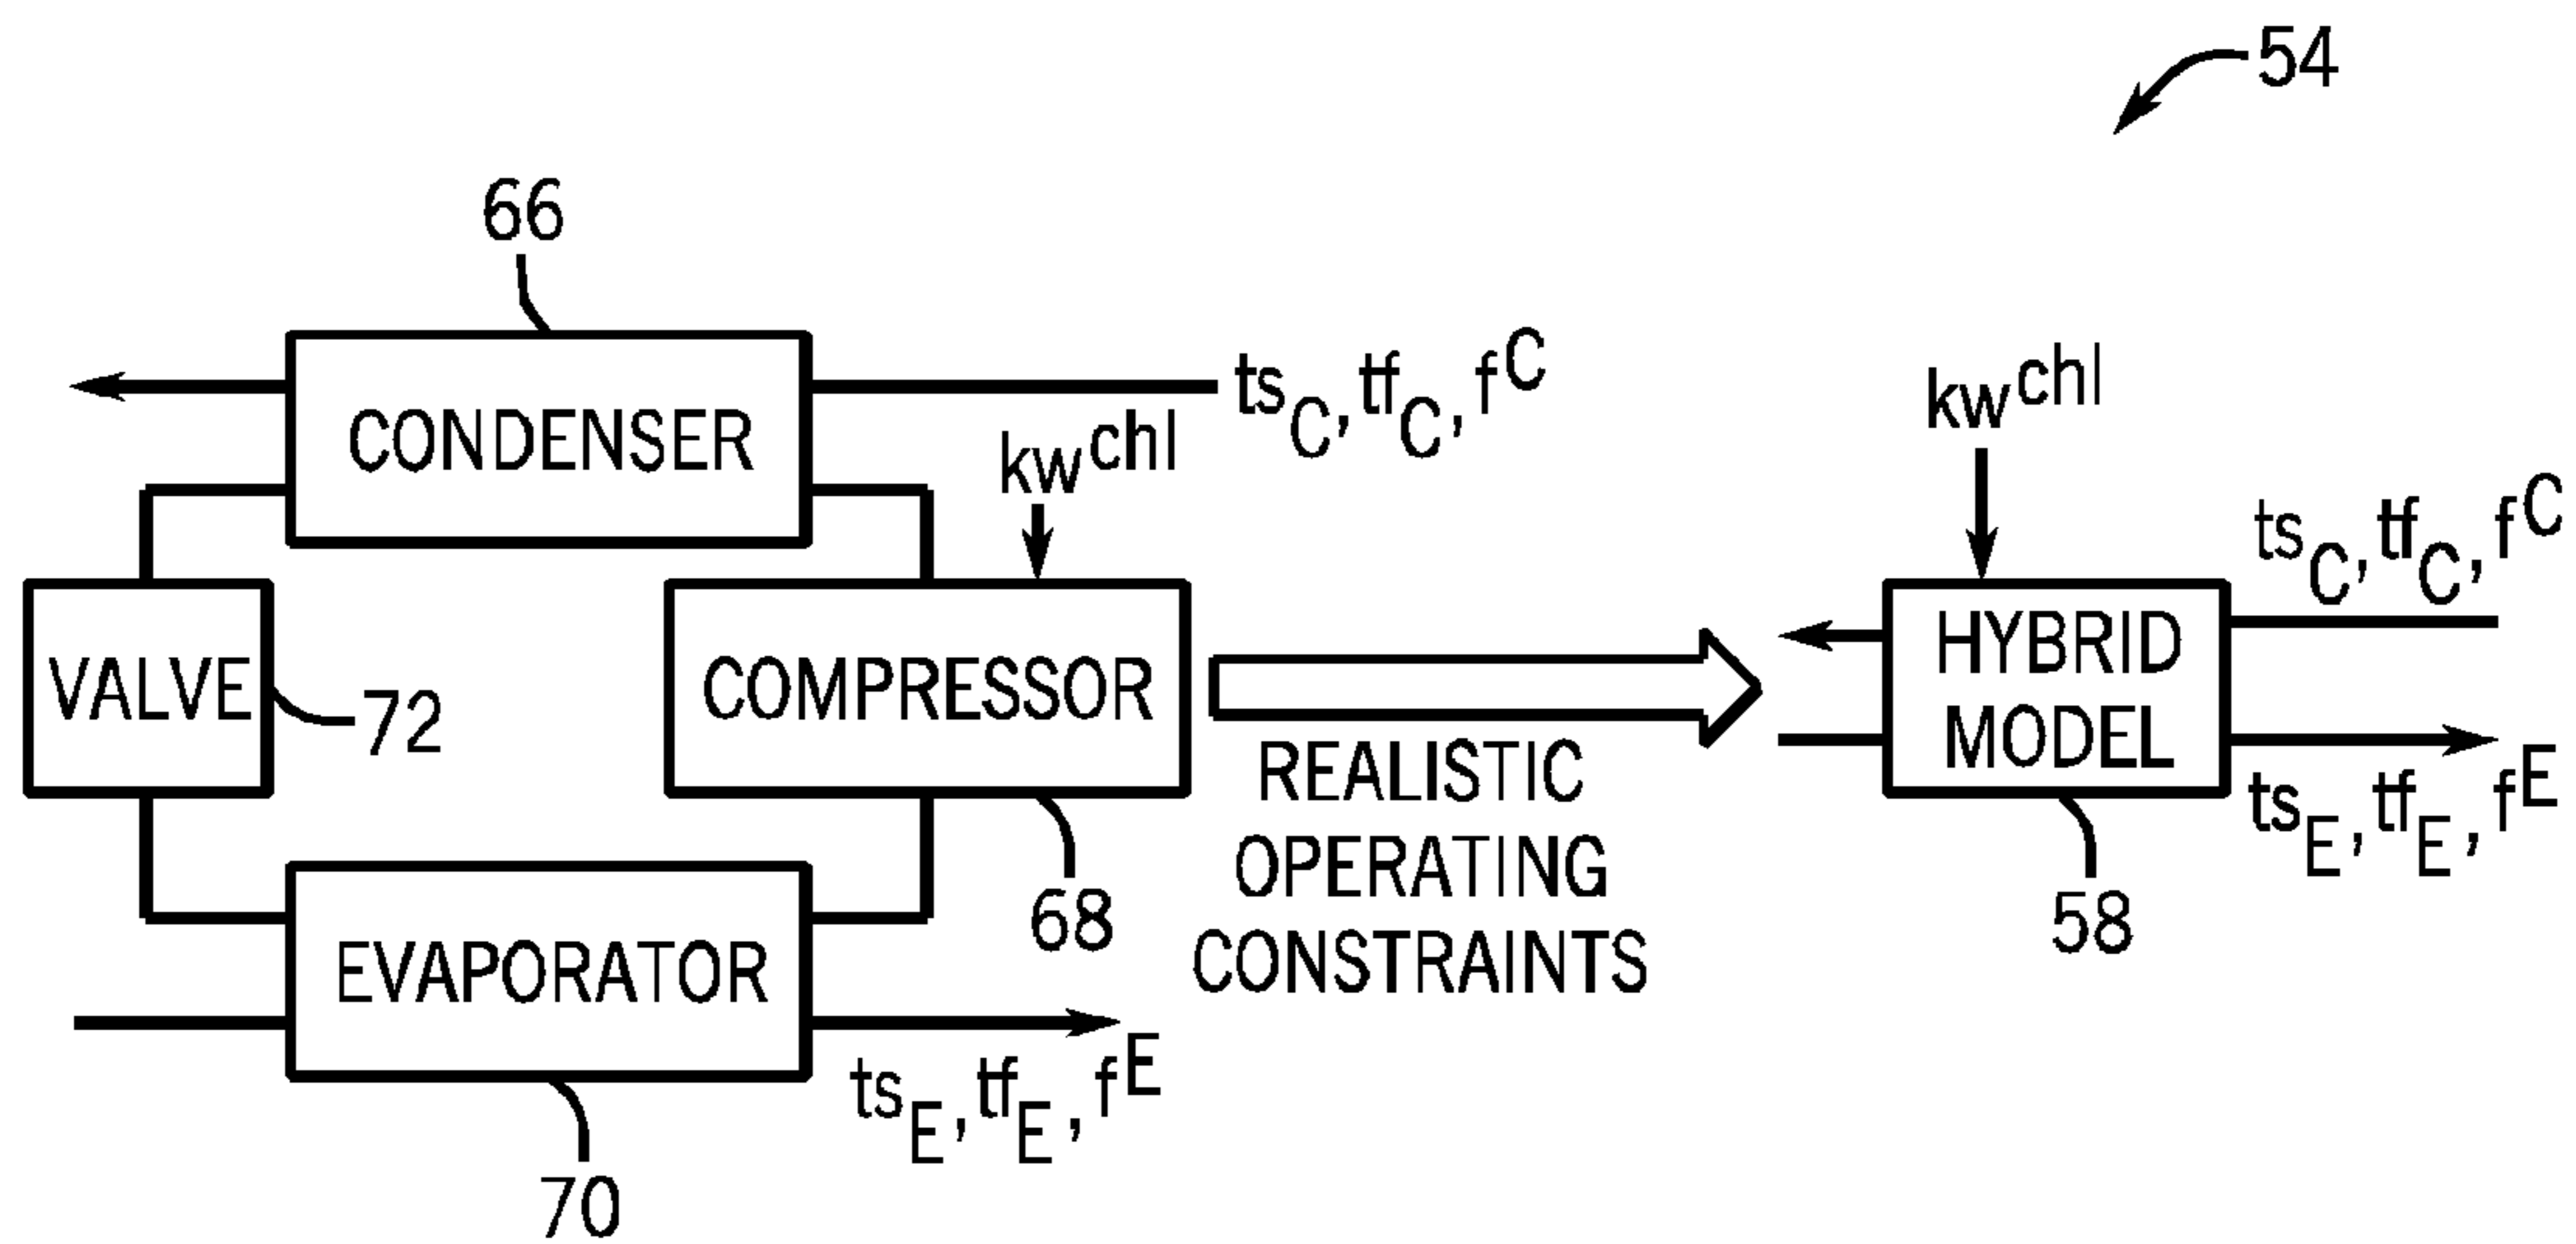 54
66
ts_C, tf_C, f^C
CONDENSER
kw^chl
kw^chl
ts_C, tf_C, f^C
VALVE
72
COMPRESSOR
HYBRID
MODEL
REALISTIC
OPERATING
CONSTRAINTS
ts_E, tf_E, f^E
68
58
EVAPORATOR
ts_E, tf_E, f^E
70